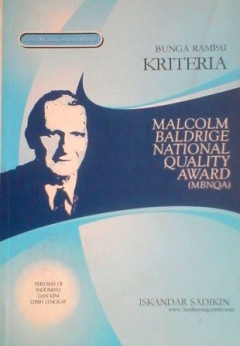 BUNGA RAMPAI
KRITERIA
MALCOLM
BALDRIGE
NATIONAL
QUALITY
AWARD
(MBNQA)
PERTAMA DI
INDONESIA
DAN KINI
LEBIH LENGKAP
ISKANDAR SADIKIN